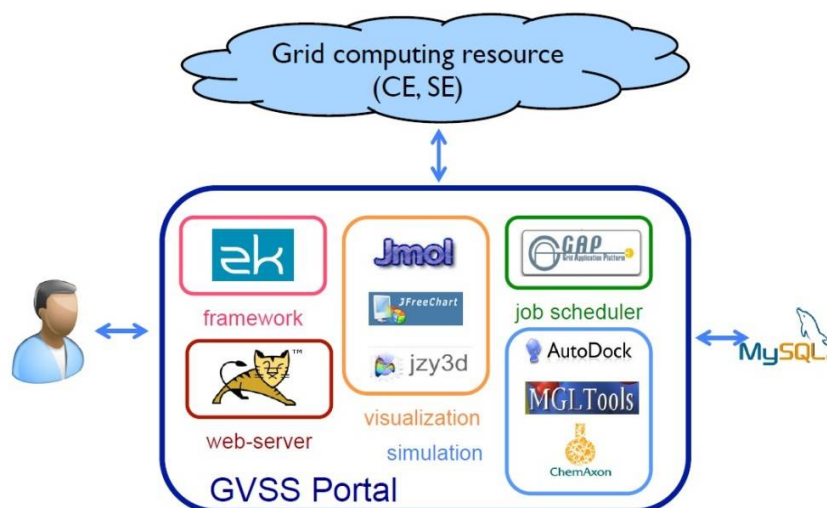 Grid computing resource
(CE, SE)
zk
framework
TM
web-server
Jmol
JFreeChart
jzy3d
visualization
simulation
GAP
Grid Application Platform
job scheduler
AutoDock
MGLTools
ChemAxon
MySQL
GVSS Portal